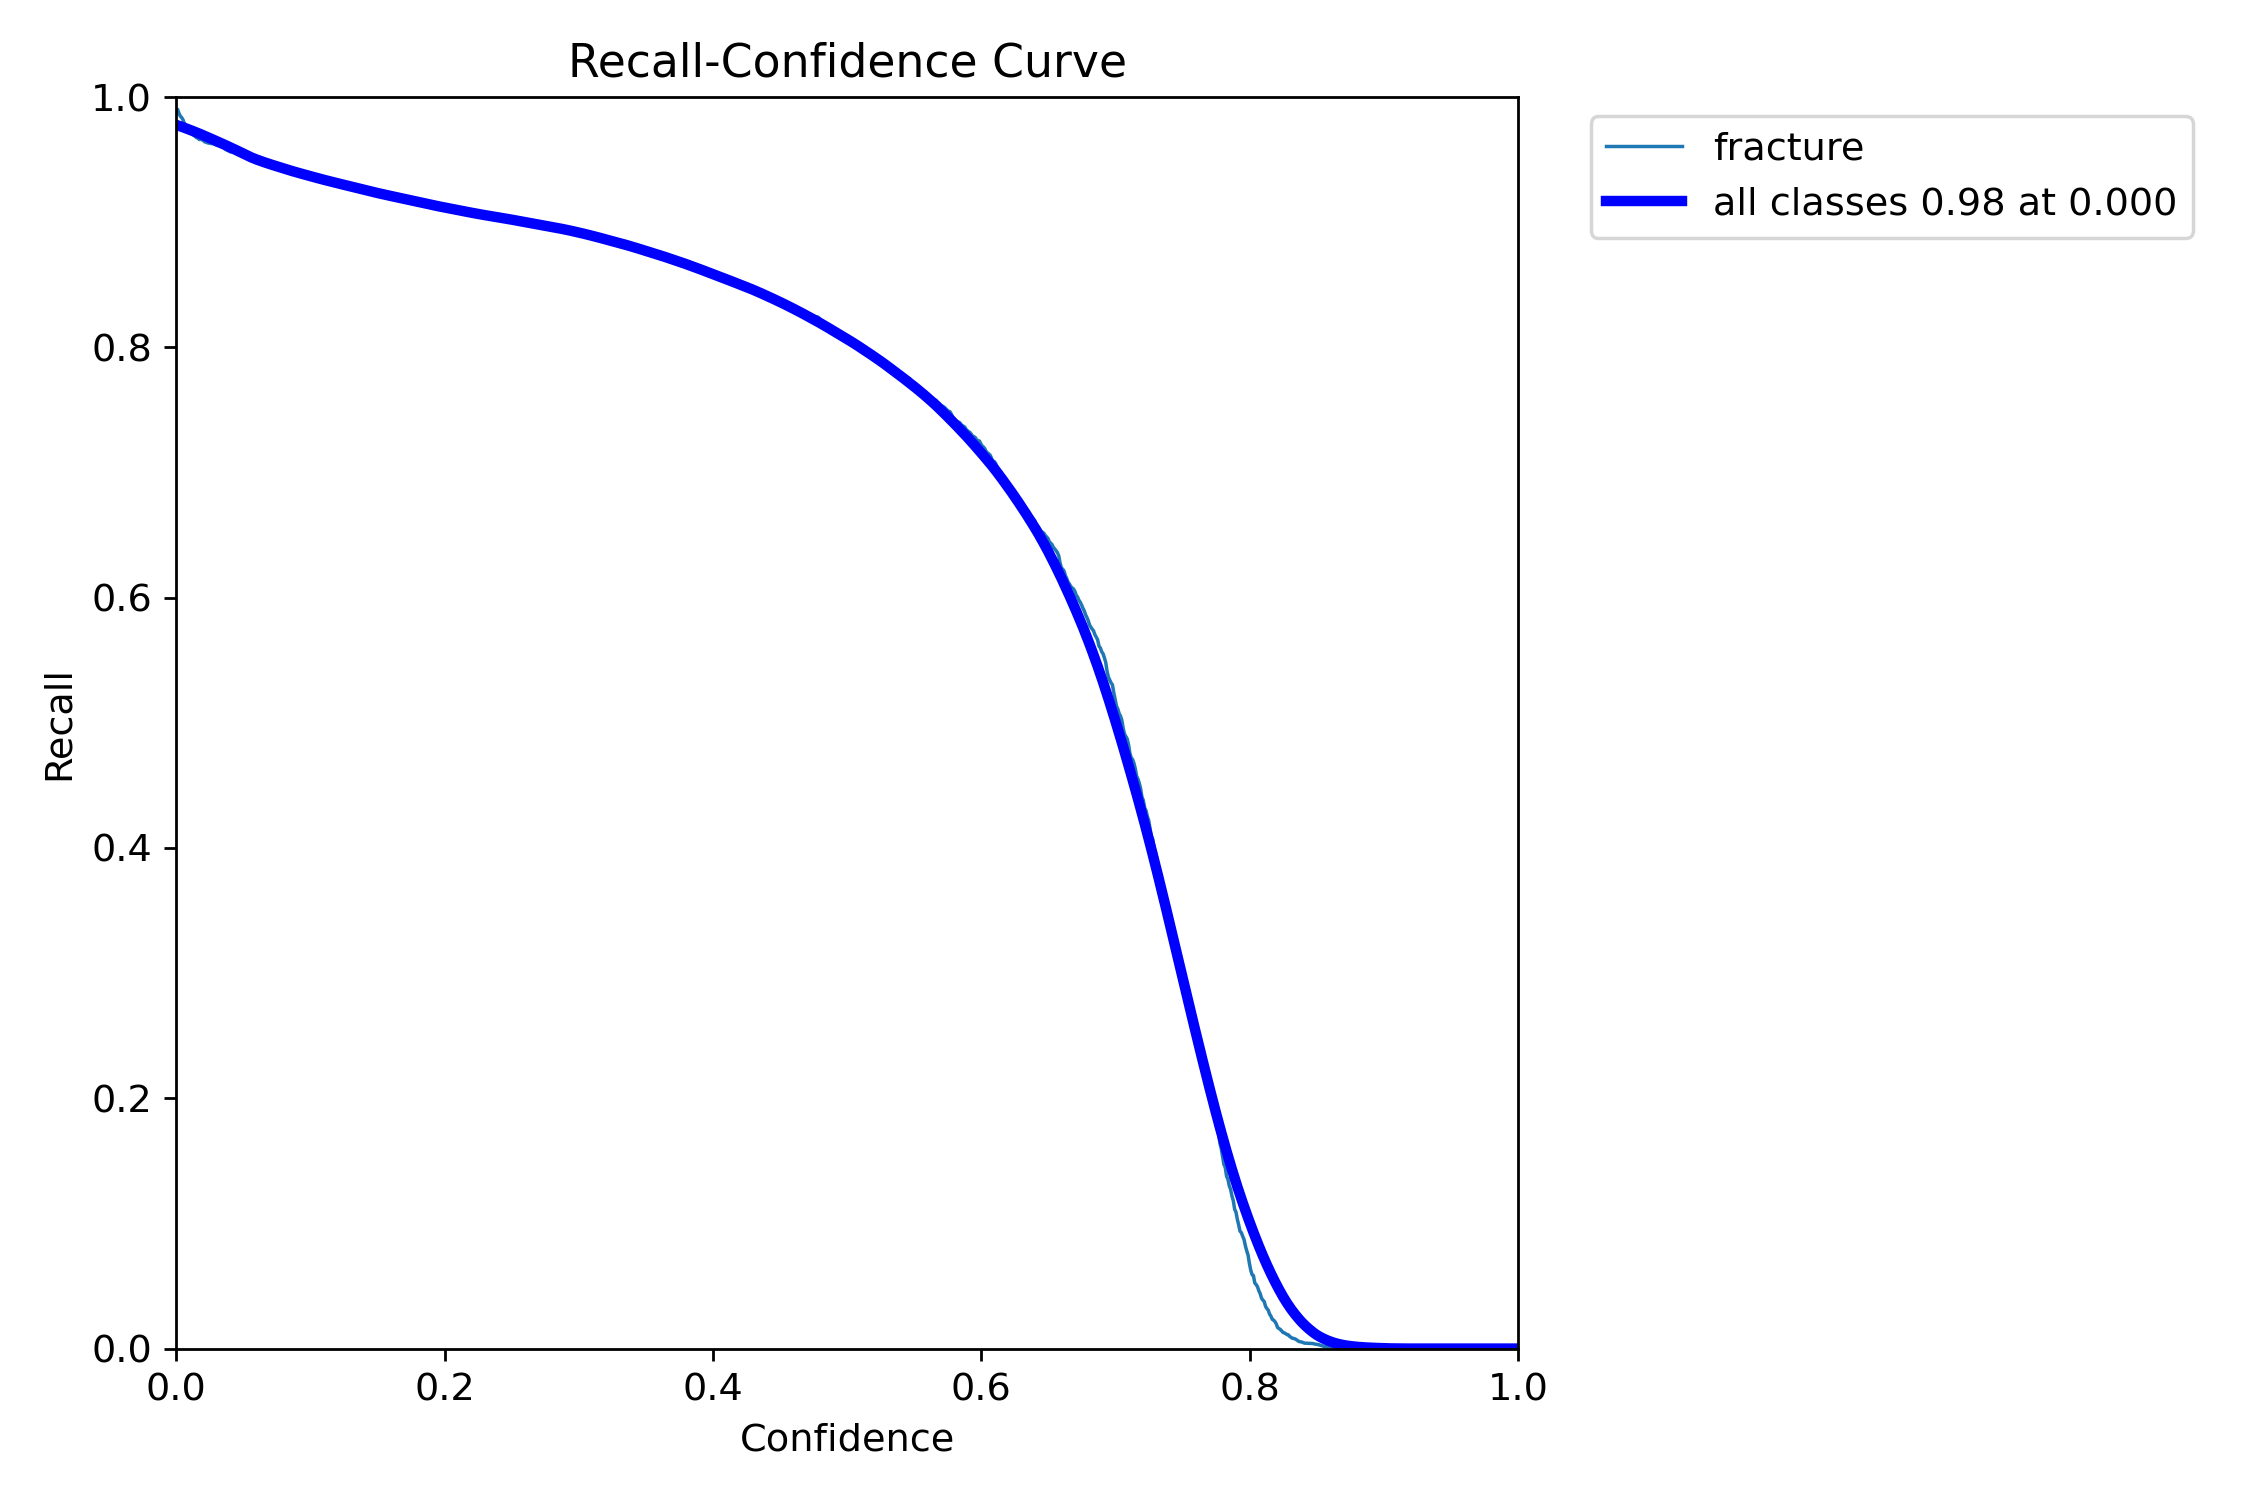 Recall-Confidence Curve
1.0
0.8
0.6
0.4
0.2
0.0
Recall
0.0 0.2 0.4 0.6 0.8 1.0
Confidence
fracture
all classes 0.98 at 0.000